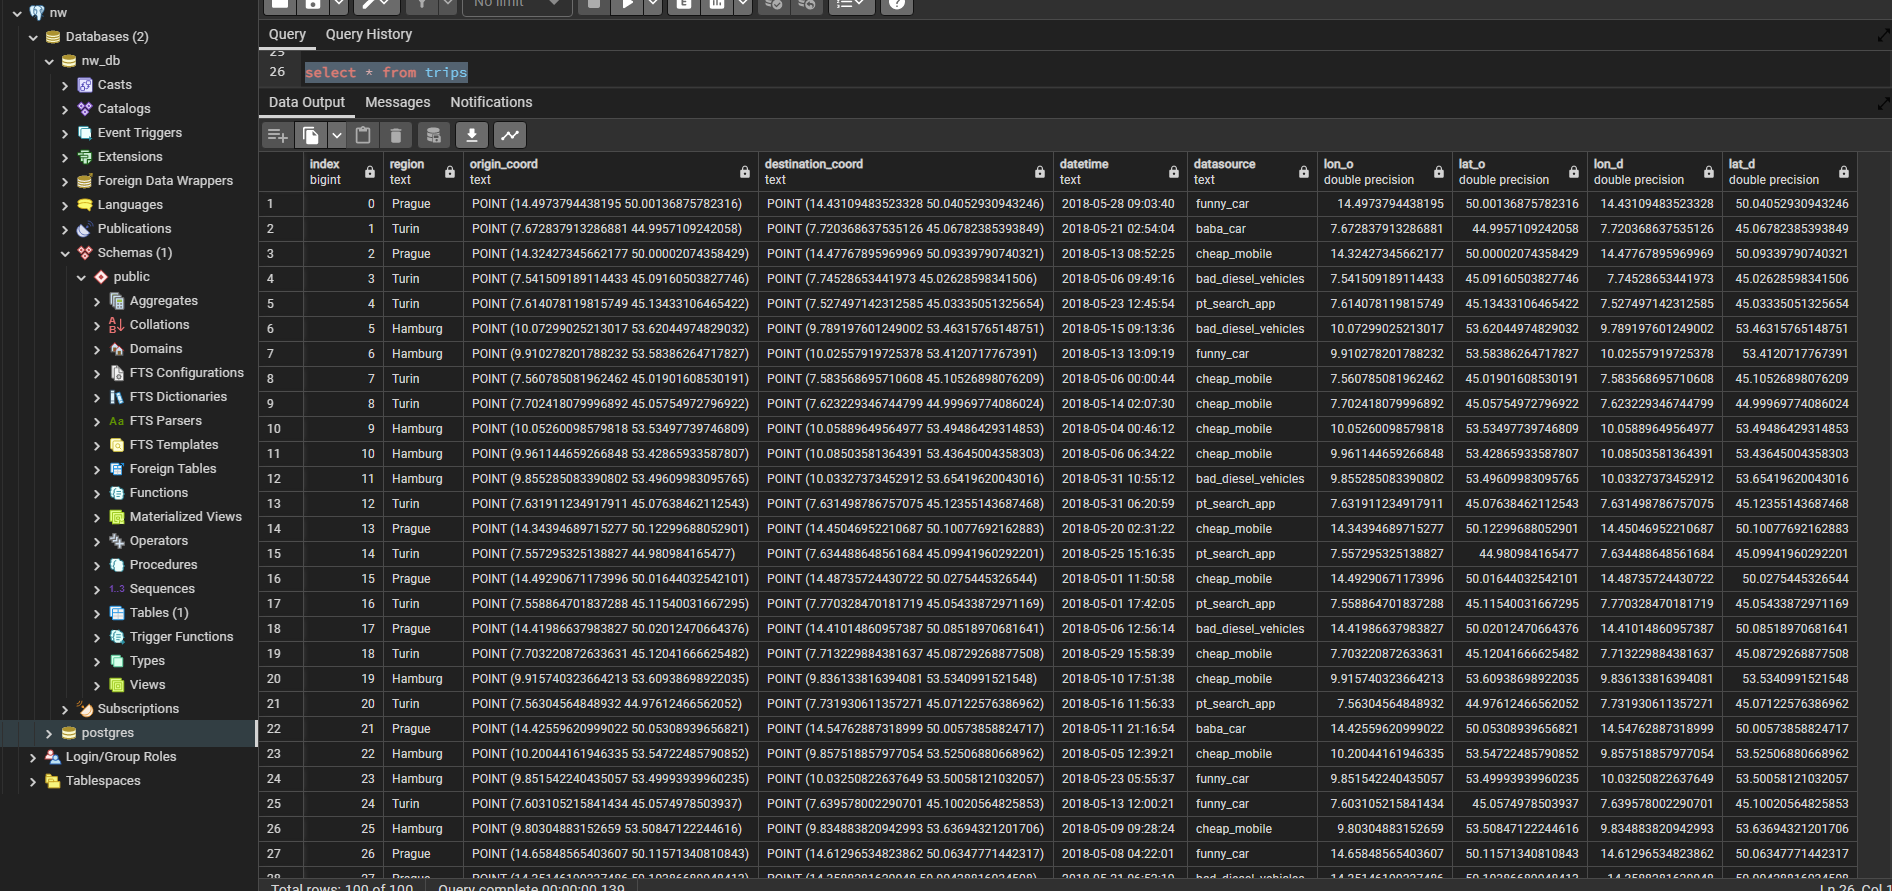 nw
Databases (2)
nw_db
Casts
Catalogs
Event Triggers
Extensions
Foreign Data Wrappers
Languages
Publications
Schemas (1)
public
Aggregates
Collations
Domains
FTS Configurations
FTS Dictionaries
FTS Parsers
FTS Templates
Foreign Tables
Functions
Materialized Views
Operators
Procedures
Sequences
Tables (1)
Trigger Functions
Types
Views
Subscriptions
postgres
Login/Group Roles
Tablespaces
No limit
Query Query History
25
26 select * from trips
Data Output Messages Notifications
index region origin_coord destination_coord datetime datasource lon_o lat_o lon_d lat_d
bigint text text text text text double precision double precision double precision double precision
1 0 Prague POINT (14.4973794438195 50.00136875782316) POINT (14.43109483523328 50.04052930943246) 2018-05-28 09:03:40 funny_car 14.4973794438195 50.00136875782316 14.43109483523328 50.04052930943246
2 1 Turin POINT (7.672837913286881 44.9957109242058) POINT (7.720368637535126 45.06782385393849) 2018-05-21 02:54:04 baba_car 7.672837913286881 44.9957109242058 7.720368637535126 45.06782385393849
3 2 Prague POINT (14.32427345662177 50.00002074358429) POINT (14.47767895969969 50.09339790740321) 2018-05-13 08:52:25 cheap_mobile 14.32427345662177 50.00002074358429 14.47767895969969 50.09339790740321
4 3 Turin POINT (7.541509189114433 45.09160503827746) POINT (7.74528653441973 45.02628598341506) 2018-05-06 09:49:16 bad_diesel_vehicles 7.541509189114433 45.09160503827746 7.74528653441973 45.02628598341506
5 4 Turin POINT (7.614078119815749 45.13433106465422) POINT (7.527497142312585 45.03335051325654) 2018-05-23 12:45:54 pt_search_app 7.614078119815749 45.13433106465422 7.527497142312585 45.03335051325654
6 5 Hamburg POINT (10.07299025213017 53.62044974829032) POINT (9.789197601249002 53.46315765148751) 2018-05-15 09:13:36 bad_diesel_vehicles 10.07299025213017 53.62044974829032 9.789197601249002 53.46315765148751
7 6 Hamburg POINT (9.910278201788232 53.58386264717827) POINT (10.02557919725378 53.4120717767391) 2018-05-13 13:09:19 funny_car 9.910278201788232 53.58386264717827 10.02557919725378 53.4120717767391
8 7 Turin POINT (7.560785081962462 45.01901608530191) POINT (7.583568695710608 45.10526898076209) 2018-05-06 00:00:44 cheap_mobile 7.560785081962462 45.01901608530191 7.583568695710608 45.10526898076209
9 8 Turin POINT (7.702418079996892 45.05754972796922) POINT (7.623229346744799 44.99969774086024) 2018-05-14 02:07:30 cheap_mobile 7.702418079996892 45.05754972796922 7.623229346744799 44.99969774086024
10 9 Hamburg POINT (10.05260098579818 53.53497739746809) POINT (10.05889649564977 53.49486429314853) 2018-05-04 00:46:12 cheap_mobile 10.05260098579818 53.53497739746809 10.05889649564977 53.49486429314853
11 10 Hamburg POINT (9.961144659266848 53.42865933587807) POINT (10.08503581364391 53.43645004358303) 2018-05-06 06:34:22 cheap_mobile 9.961144659266848 53.42865933587807 10.08503581364391 53.43645004358303
12 11 Hamburg POINT (9.855285083390802 53.49609983095765) POINT (10.03327373452912 53.65419620043016) 2018-05-31 10:55:12 bad_diesel_vehicles 9.855285083390802 53.49609983095765 10.03327373452912 53.65419620043016
13 12 Turin POINT (7.631911234917911 45.07638462112543) POINT (7.631498786757075 45.12355143687468) 2018-05-31 06:20:59 pt_search_app 7.631911234917911 45.07638462112543 7.631498786757075 45.12355143687468
14 13 Prague POINT (14.34394689715277 50.12299688052901) POINT (14.45046952210687 50.10077692162883) 2018-05-20 02:31:22 cheap_mobile 14.34394689715277 50.12299688052901 14.45046952210687 50.10077692162883
15 14 Turin POINT (7.557295325138827 44.980984165477) POINT (7.634488648561684 45.09941960292201) 2018-05-25 15:16:35 pt_search_app 7.557295325138827 44.980984165477 7.634488648561684 45.09941960292201
16 15 Prague POINT (14.49290671173996 50.01644032542101) POINT (14.48735724430722 50.0275445326544) 2018-05-01 11:50:58 cheap_mobile 14.49290671173996 50.01644032542101 14.48735724430722 50.0275445326544
17 16 Turin POINT (7.558864701837288 45.11540031667295) POINT (7.770328470181719 45.05433872971169) 2018-05-01 17:42:05 pt_search_app 7.558864701837288 45.11540031667295 7.770328470181719 45.05433872971169
18 17 Prague POINT (14.41986637983827 50.02012470664376) POINT (14.41014860957387 50.08518970681641) 2018-05-06 12:56:14 bad_diesel_vehicles 14.41986637983827 50.02012470664376 14.41014860957387 50.08518970681641
19 18 Turin POINT (7.703220872633631 45.12041666625482) POINT (7.713229884381637 45.08729268877508) 2018-05-29 15:58:39 cheap_mobile 7.703220872633631 45.12041666625482 7.713229884381637 45.08729268877508
20 19 Hamburg POINT (9.915740323664213 53.60938698922035) POINT (9.836133816394081 53.5340991521548) 2018-05-10 17:51:38 cheap_mobile 9.915740323664213 53.60938698922035 9.836133816394081 53.5340991521548
21 20 Turin POINT (7.56304564848932 44.97612466562052) POINT (7.731930611357271 45.07122576386962) 2018-05-16 11:56:33 pt_search_app 7.56304564848932 44.97612466562052 7.731930611357271 45.07122576386962
22 21 Prague POINT (14.42559620999022 50.05308939656821) POINT (14.54762887318999 50.00573858824717) 2018-05-11 21:16:54 baba_car 14.42559620999022 50.05308939656821 14.54762887318999 50.00573858824717
23 22 Hamburg POINT (10.20044161946335 53.54722485790852) POINT (9.857518857977054 53.52506880668962) 2018-05-05 12:39:21 cheap_mobile 10.20044161946335 53.54722485790852 9.857518857977054 53.52506880668962
24 23 Hamburg POINT (9.851542240435057 53.49993939960235) POINT (10.03250822637649 53.50058121032057) 2018-05-23 05:55:37 funny_car 9.851542240435057 53.49993939960235 10.03250822637649 53.50058121032057
25 24 Turin POINT (7.603105215841434 45.0574978503937) POINT (7.639578002290701 45.10020564825853) 2018-05-13 12:00:21 funny_car 7.603105215841434 45.0574978503937 7.639578002290701 45.10020564825853
26 25 Hamburg POINT (9.80304883152659 53.50847122244616) POINT (9.834883820942993 53.63694321201706) 2018-05-09 09:28:24 cheap_mobile 9.80304883152659 53.50847122244616 9.834883820942993 53.63694321201706
27 26 Prague POINT (14.65848565403607 50.11571340810843) POINT (14.61296534823862 50.06347771442317) 2018-05-08 04:22:01 funny_car 14.65848565403607 50.11571340810843 14.61296534823862 50.06347771442317
Total rows: 100 of 100 Query complete 00:00:00.139 Ln 26, Col 1